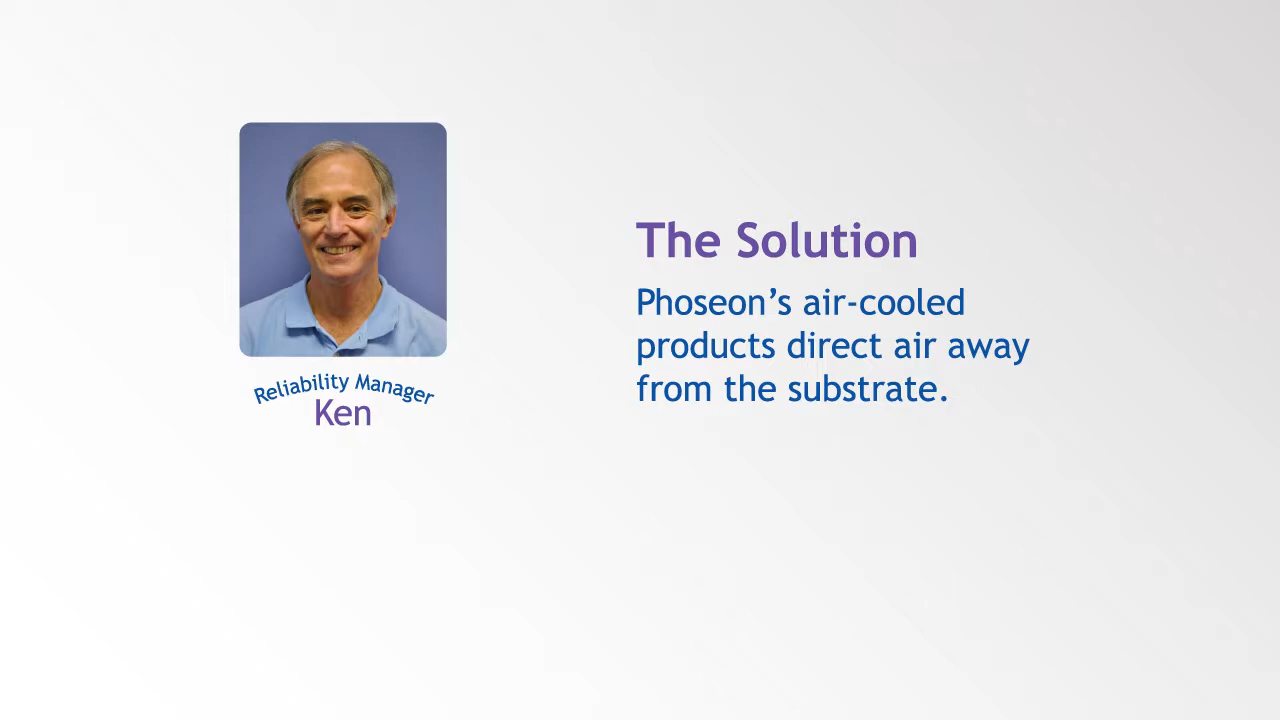 Reliability Manager
Ken
The Solution
Phoseon’s air-cooled
products direct air away
from the substrate.